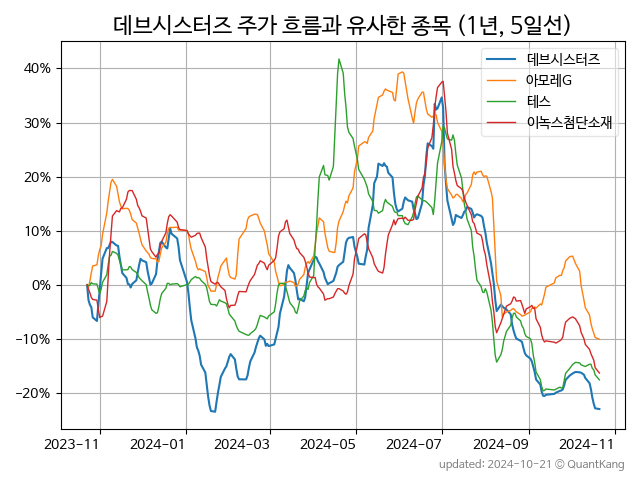 데브시스터즈 주가 흐름과 유사한 종목 (1년, 5일선)
데브시스터즈
아모레G
테스
이녹스첨단소재
40%
30%
20%
10%
0%
−10%
−20%
2023-11
2024-01
2024-03
2024-05
2024-07
2024-09
2024-11
updated: 2024-10-21 © QuantKang